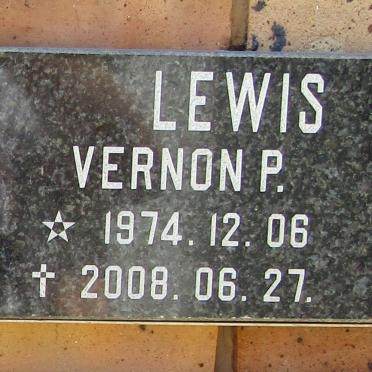 LEWIS
VERNON P.
☆ 1974. 12. 06
✝ 2008. 06. 27.